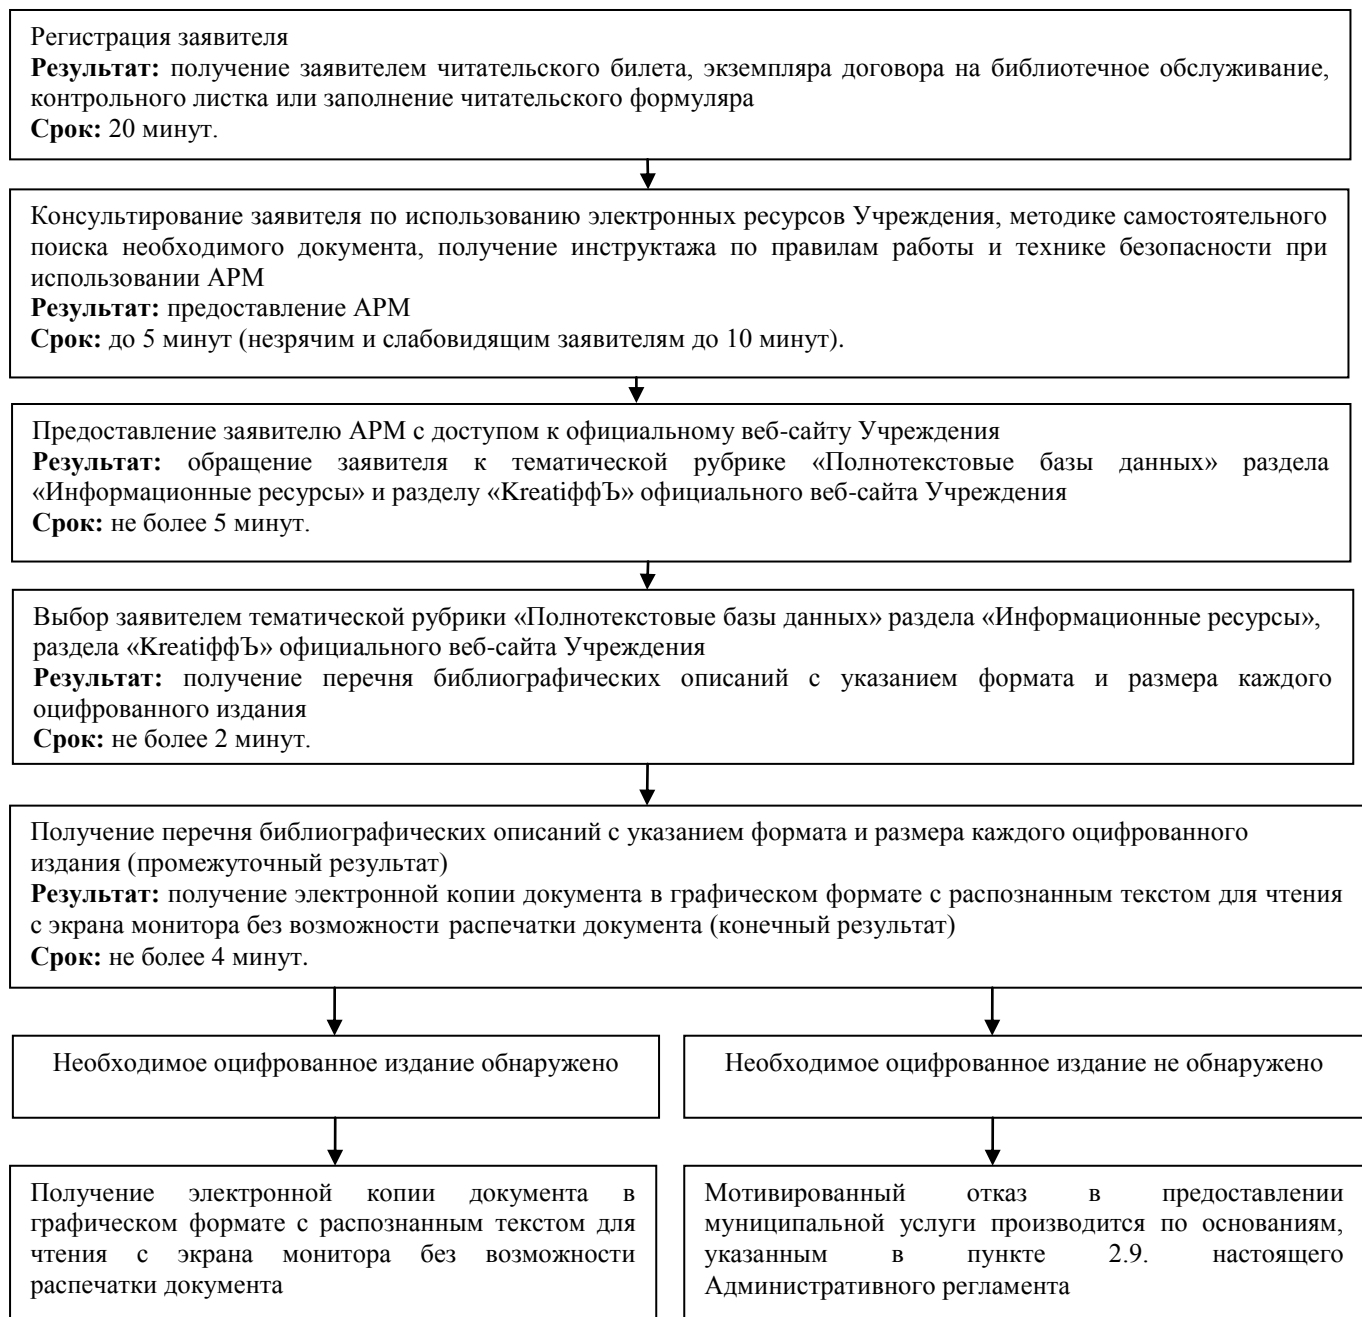 Регистрация заявителя
Результат: получение заявителем читательского билета, экземпляра договора на библиотечное обслуживание,
контрольного листка или заполнение читательского формуляра
Срок: 20 минут.
Консультирование заявителя по использованию электронных ресурсов Учреждения, методике самостоятельного
поиска необходимого документа, получение инструктажа по правилам работы и технике безопасности при
использовании АРМ
Результат: предоставление АРМ
Срок: до 5 минут (незрячим и слабовидящим заявителям до 10 минут).
Предоставление заявителю АРМ с доступом к официальному веб-сайту Учреждения
Результат: обращение заявителя к тематической рубрике «Полнотекстовые базы данных» раздела
«Информационные ресурсы» и разделу «KreatiффЪ» официального веб-сайта Учреждения
Срок: не более 5 минут.
Выбор заявителем тематической рубрики «Полнотекстовые базы данных» раздела «Информационные ресурсы»,
раздела «KreatiффЪ» официального веб-сайта Учреждения
Результат: получение перечня библиографических описаний с указанием формата и размера каждого
оцифрованного издания
Срок: не более 2 минут.
Получение перечня библиографических описаний с указанием формата и размера каждого оцифрованного
издания (промежуточный результат)
Результат: получение электронной копии документа в графическом формате с распознанным текстом для чтения
с экрана монитора без возможности распечатки документа (конечный результат)
Срок: не более 4 минут.
Необходимое оцифрованное издание обнаружено
Необходимое оцифрованное издание не обнаружено
Получение электронной копии документа в
графическом формате с распознанным текстом для
чтения с экрана монитора без возможности
распечатки документа
Мотивированный отказ в предоставлении
муниципальной услуги производится по основаниям,
указанным в пункте 2.9. настоящего
Административного регламента